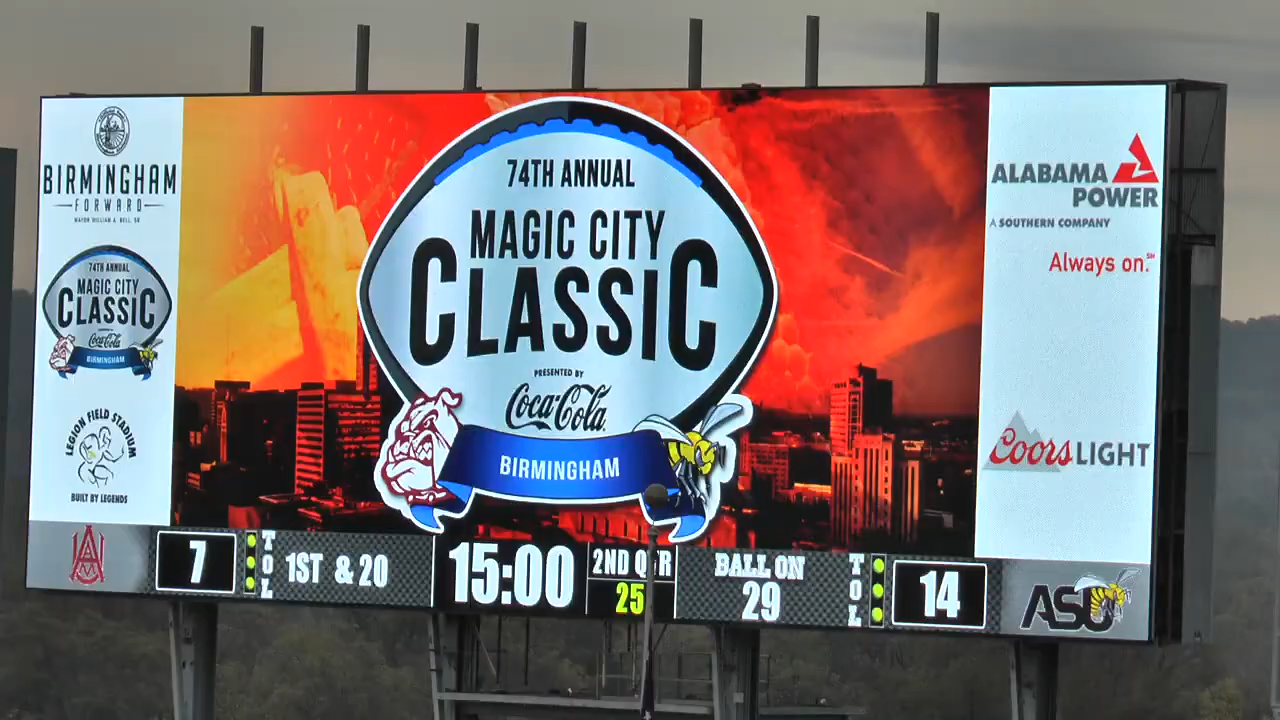 BIRMINGHAM
FORWARD
MAYOR WILLIAM A. BELL, SR.
74TH ANNUAL
MAGIC CITY
CLASSIC
Coca-Cola
BIRMINGHAM
LEGION FIELD STADIUM
BUILT BY LEGENDS
74TH ANNUAL
MAGIC CITY
CLASSIC
PRESENTED BY
Coca-Cola
BIRMINGHAM
ALABAMA
POWER
A SOUTHERN COMPANY
Always on.℠
Coors LIGHT
7
TOL
1ST & 20
15:00
2ND QTR
25
BALL ON
29
TOL
14
ASU